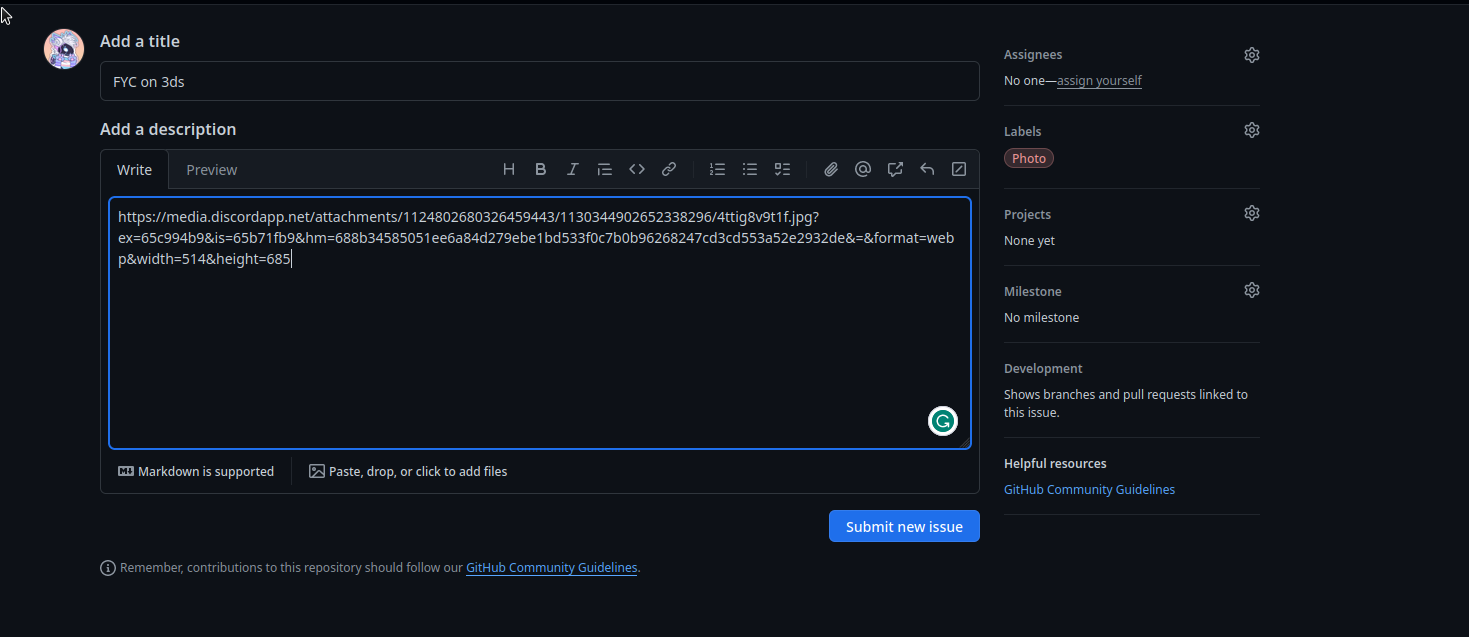 Add a title
FYC on 3ds
Add a description
Write
Preview
https://media.discordapp.net/attachments/1124802680326459443/1130344902652338296/4ttig8v9t1f.jpg?
ex=65c994b9&is=65b71fb9&hm=688b34585051ee6a84d279ebe1bd533f0c7b0b96268247cd3cd553a52e2932de&=&format=web
p&width=514&height=685
Markdown is supported
Paste, drop, or click to add files
Submit new issue
Remember, contributions to this repository should follow our GitHub Community Guidelines.
Assignees
No one—assign yourself
Labels
Photo
Projects
None yet
Milestone
No milestone
Development
Shows branches and pull requests linked to
this issue.
Helpful resources
GitHub Community Guidelines